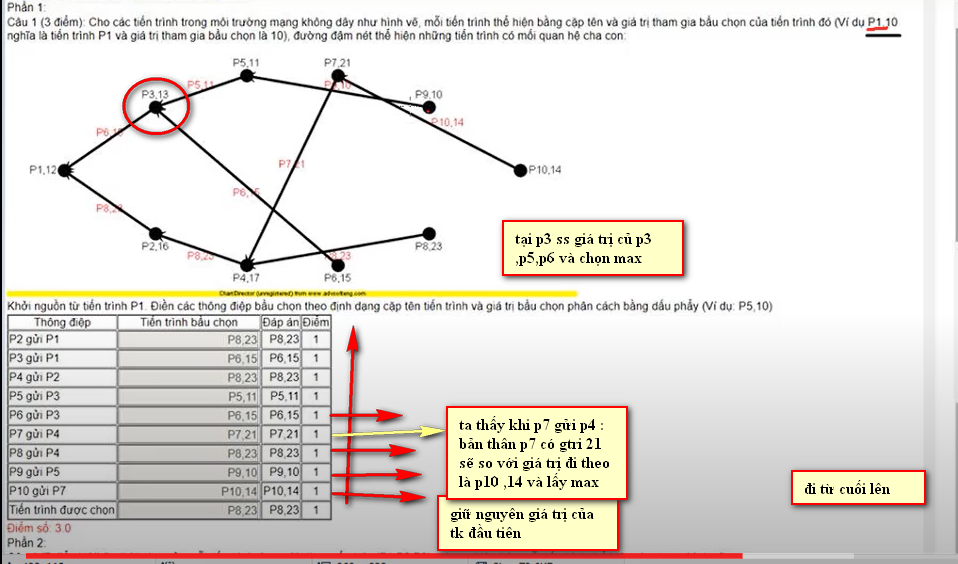 Phần 1:
Câu 1 (3 điểm): Cho các tiến trình trong môi trường mạng không dây như hình vẽ, mỗi tiến trình thể hiện bằng cặp tên và giá trị tham gia bầu chọn của tiến trình đó (Ví dụ P1,10
nghĩa là tiến trình P1 và giá trị tham gia bầu chọn là 10), đường đậm nét thể hiện những tiến trình có mối quan hệ cha con:
P5,11 P7,21
P5,11
P3,13 P9,10
P10,14
P1,12 P7,21 P10,14
P6,15
P2,16 P8,23
P8,23
P4,17 P6,15
tại p3 ss giá trị củ p3
,p5,p6 và chọn max
ChartDirector (unregistered) from www.advsofteng.com
Khởi nguồn từ tiến trình P1. Điền các thông điệp bầu chọn theo định dạng cặp tên tiến trình và giá trị bầu chọn phân cách bằng dấu phẩy (Ví dụ: P5,10)
Thông điệp Tiến trình bầu chọn Đáp án Điểm
P2 gửi P1 P8,23 P8,23 1
P3 gửi P1 P6,15 P6,15 1
P4 gửi P2 P8,23 P8,23 1
P5 gửi P3 P5,11 P5,11 1
P6 gửi P3 P6,15 P6,15 1
P7 gửi P4 P7,21 P7,21 1
P8 gửi P4 P8,23 P8,23 1
P9 gửi P5 P9,10 P9,10 1
P10 gửi P7 P10,14 P10,14 1
Tiến trình được chọn P8,23 P8,23 1
ta thấy khi p7 gửi p4 :
bản thân p7 có gtri 21
sẽ so với giá trị đi theo
là p10 ,14 và lấy max
giữ nguyên giá trị của
tk đầu tiên
đi từ cuối lên
Điểm số: 3.0
Phần 2: